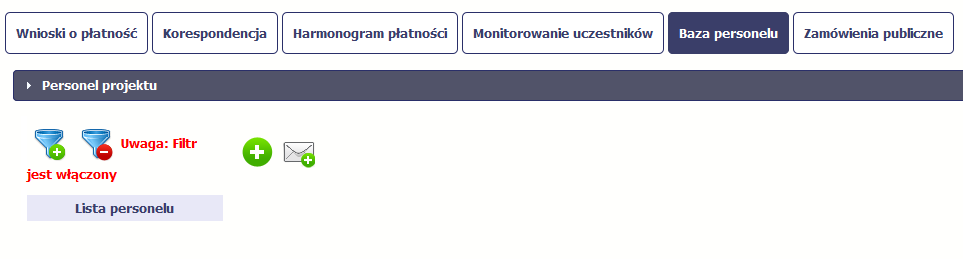 Wnioski o płatność Korespondencja Harmonogram płatności Monitorowanie uczestników Baza personelu Zamówienia publiczne
Personel projektu
Uwaga: Filtr
jest włączony
Lista personelu